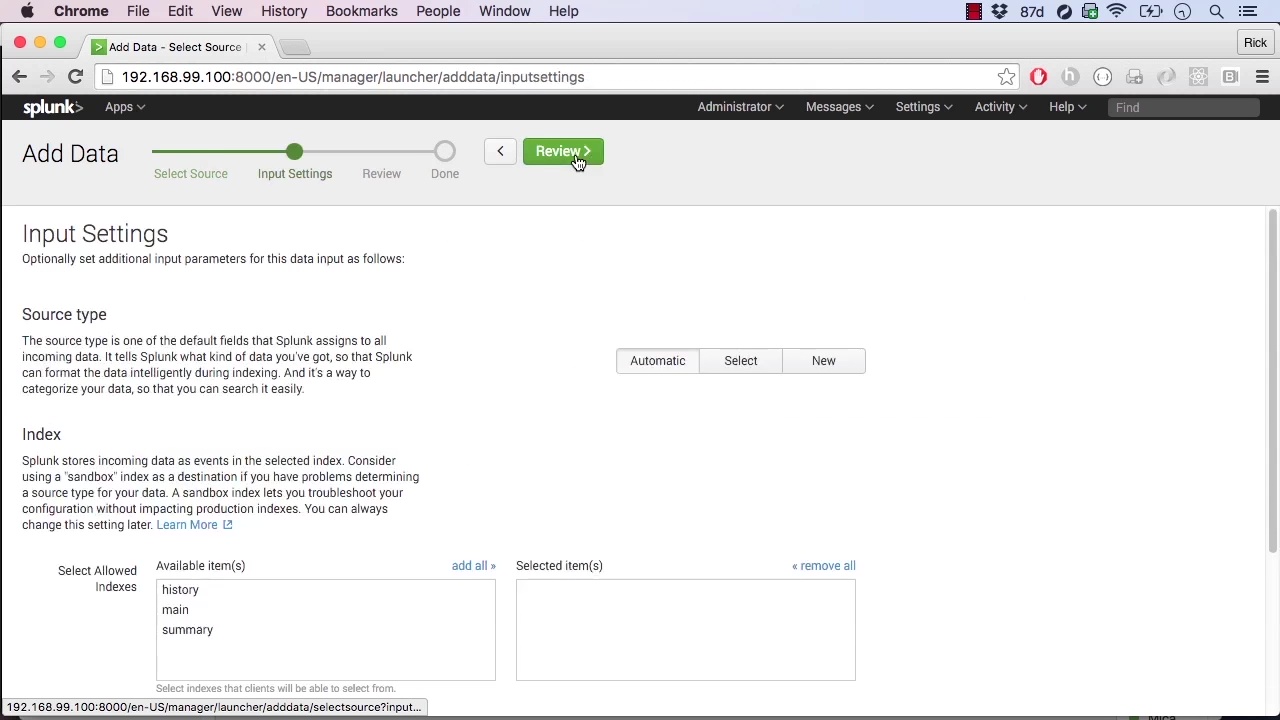 Chrome File Edit View History Bookmarks People Window Help 87d
Add Data - Select Source
Rick
192.168.99.100:8000/en-US/manager/launcher/adddata/inputsettings
splunk> Apps Administrator Messages Settings Activity Help Find
Add Data
Select Source Input Settings Review Done
< Review >
Input Settings
Optionally set additional input parameters for this data input as follows:
Source type
The source type is one of the default fields that Splunk assigns to all
incoming data. It tells Splunk what kind of data you've got, so that Splunk
can format the data intelligently during indexing. And it's a way to
categorize your data, so that you can search it easily.
Automatic Select New
Index
Splunk stores incoming data as events in the selected index. Consider
using a "sandbox" index as a destination if you have problems determining
a source type for your data. A sandbox index lets you troubleshoot your
configuration without impacting production indexes. You can always
change this setting later. Learn More
Select Allowed
Indexes
Available item(s) add all »
history
main
summary
Selected item(s) « remove all
Select indexes that clients will be able to select from.
192.168.99.100:8000/en-US/manager/launcher/adddata/selectsource?input...